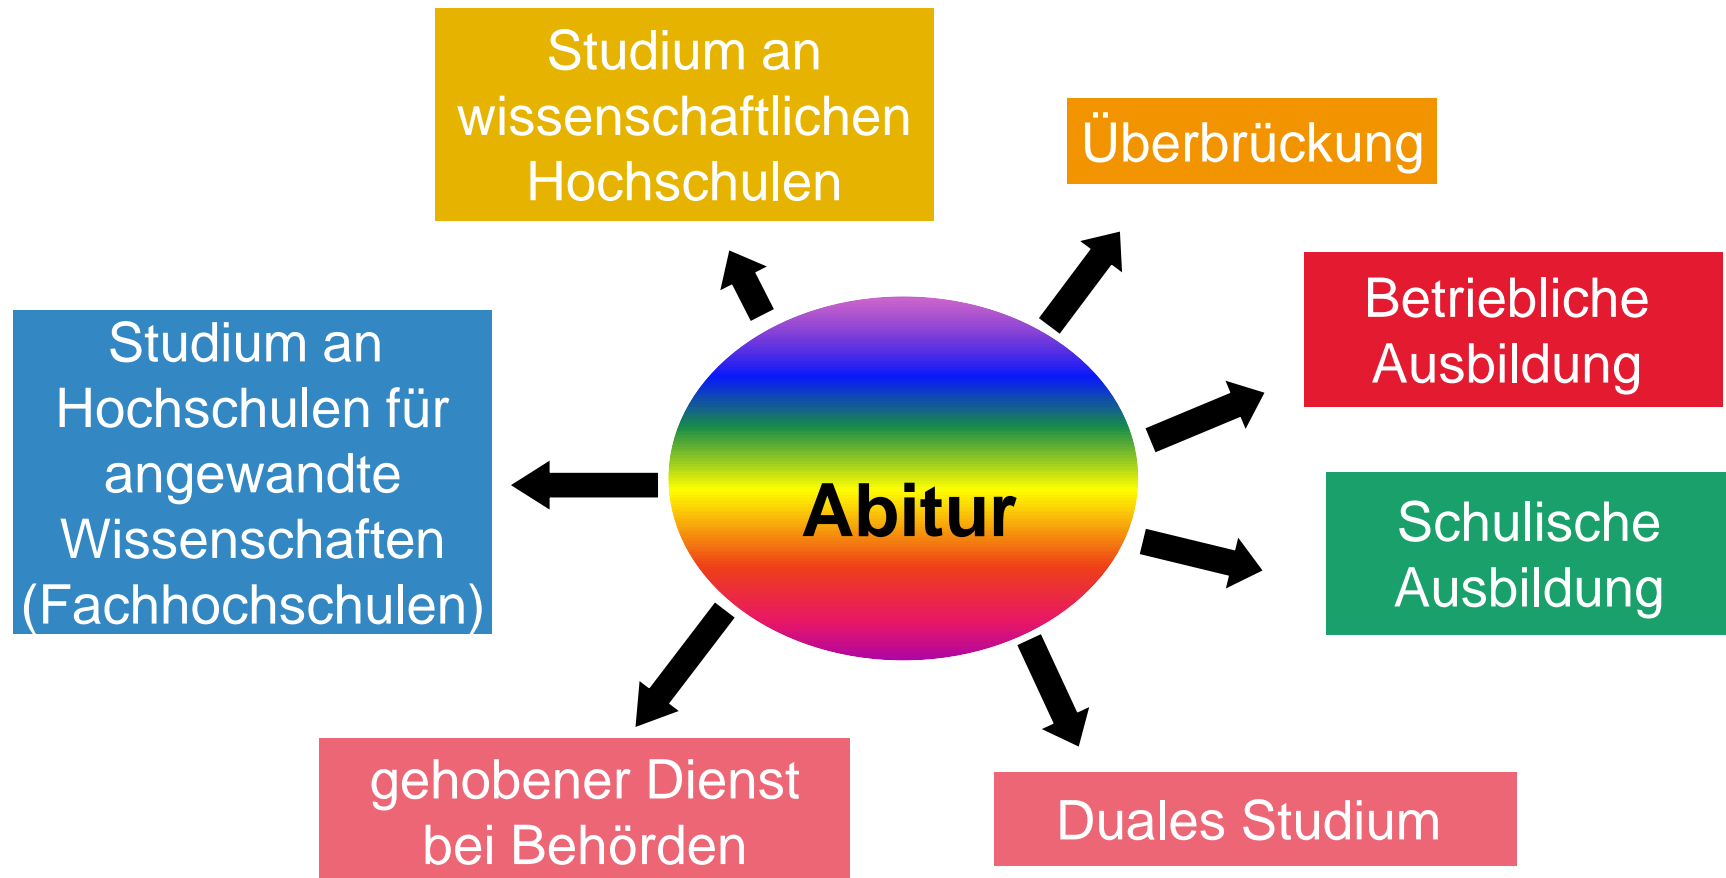 Studium an
wissenschaftlichen
Hochschulen
Überbrückung
Betriebliche
Ausbildung
Studium an
Hochschulen für
angewandte
Wissenschaften
(Fachhochschulen)
Abitur
Schulische
Ausbildung
gehobener Dienst
bei Behörden
Duales Studium